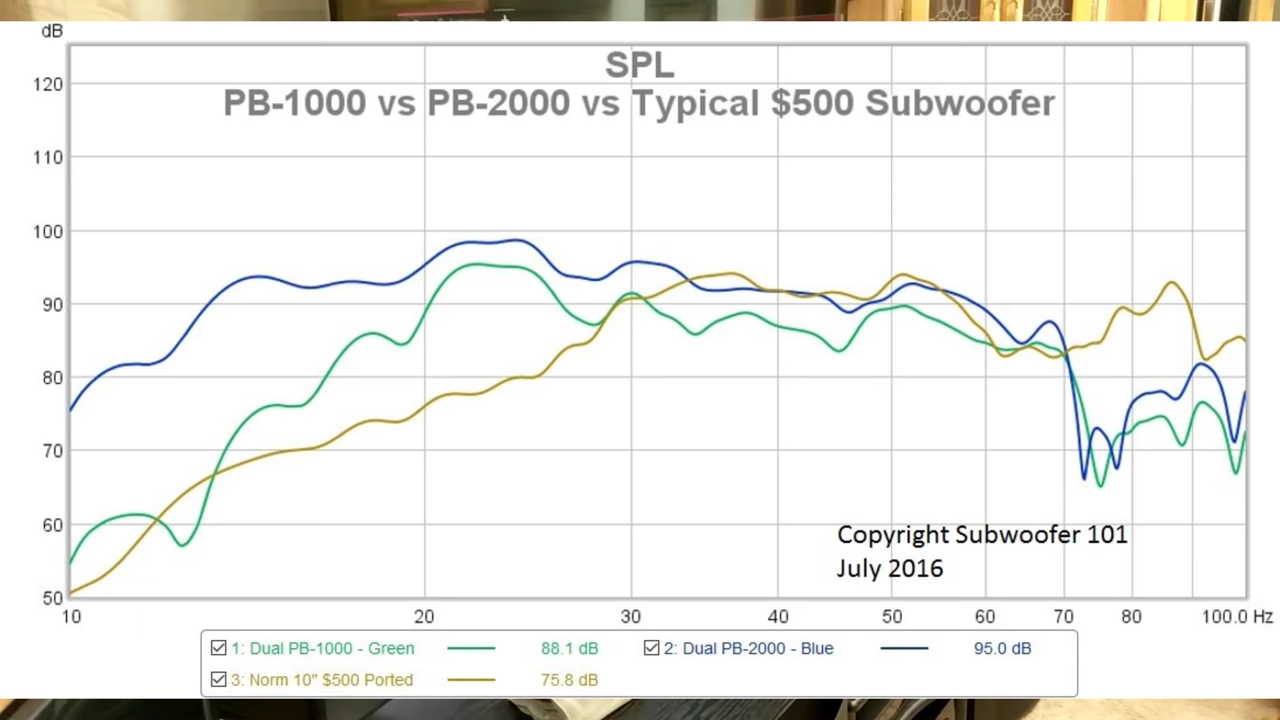 dB
SPL
PB-1000 vs PB-2000 vs Typical $500 Subwoofer
120
110
100
90
80
70
60
50
Copyright Subwoofer 101
July 2016
10 20 30 40 50 60 70 80 100.0 Hz
1: Dual PB-1000 - Green 88.1 dB 2: Dual PB-2000 - Blue 95.0 dB
3: Norm 10" $500 Ported 75.8 dB